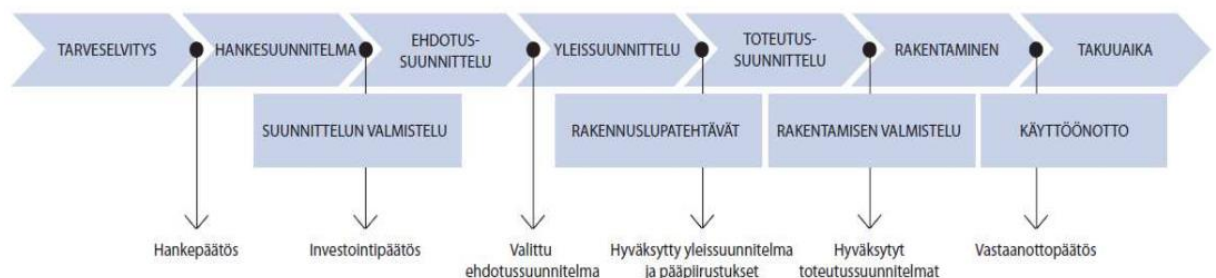 TARVESELVITYS
HANKESUUNNITELMA
EHDOTUS-
SUUNNITTELU
YLEISSUUNNITTELU
TOTEUTUS-
SUUNNITTELU
RAKENTAMINEN
TAKUUAIKA
SUUNNITTELUN VALMISTELU
RAKENNUSLUPATEHTÄVÄT
RAKENTAMISEN VALMISTELU
KÄYTTÖÖNOTTO
Hankepäätös
Investointipäätös
Valittu
ehdotussuunnitelma
Hyväksytty yleissuunnitelma
ja pääpiirustukset
Hyväksytyt
toteutussuunnitelmat
Vastaanottopäätös